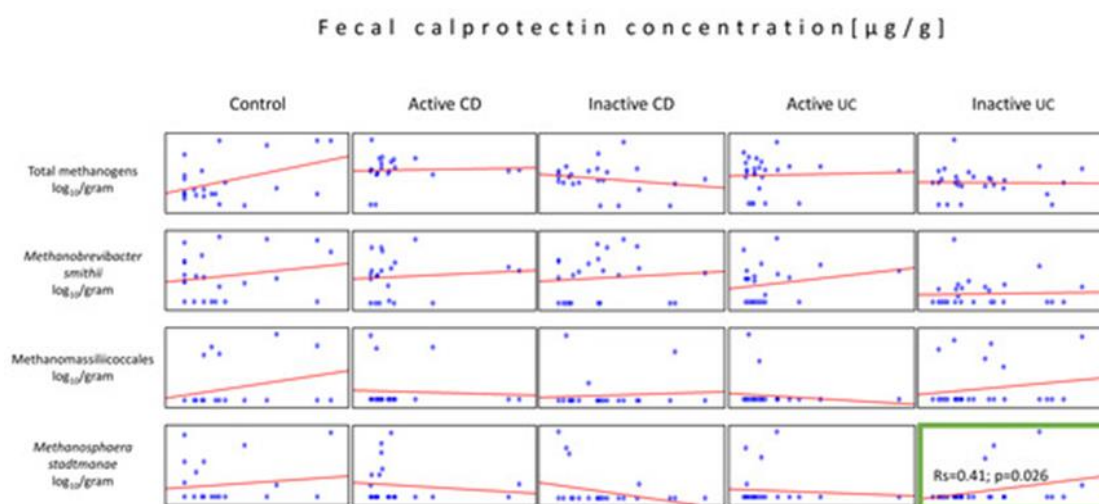 Fecal calprotectin concentration[µg/g]
Control Active CD Inactive CD Active UC Inactive UC
Total methanogens
log₁₀/gram
Methanobrevibacter
smithii
log₁₀/gram
Methanomassiliicoccales
log₁₀/gram
Methanosphaera
stadtmanae
log₁₀/gram
Rs=0.41; p=0.026